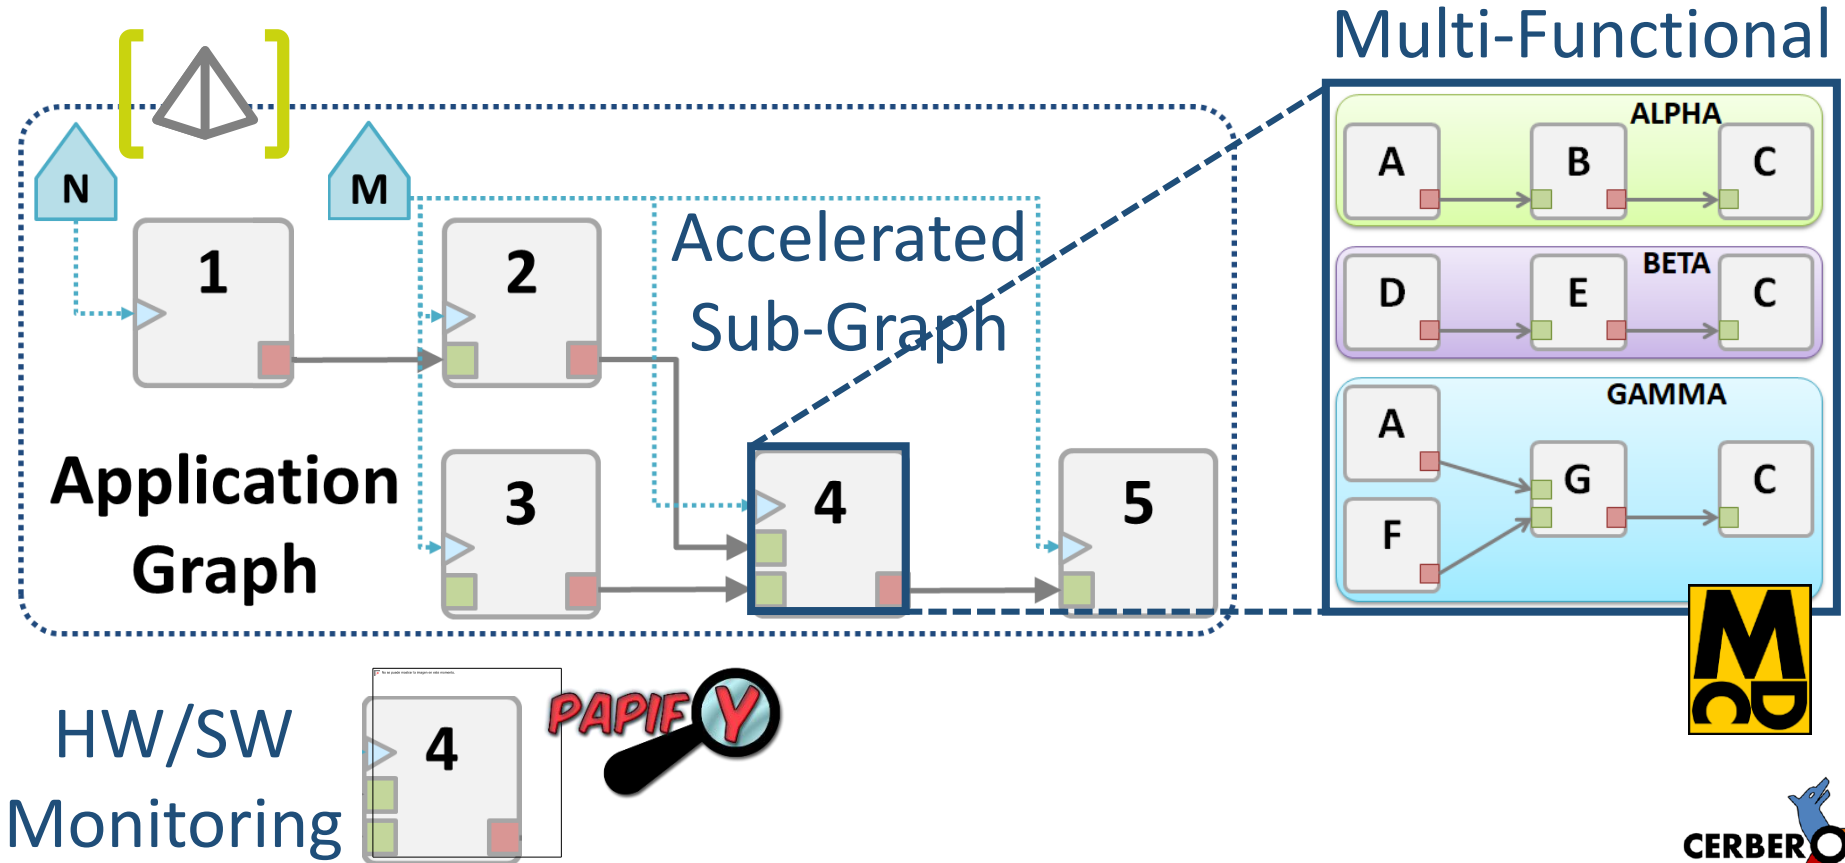 Multi-Functional
N
M
1
2
Accelerated
Sub-Graph
Application
Graph
3
4
5
ALPHA
A
B
C
BETA
D
E
C
GAMMA
A
F
G
C
MDC
HW/SW
Monitoring
4
PAPIFY
CERBERO